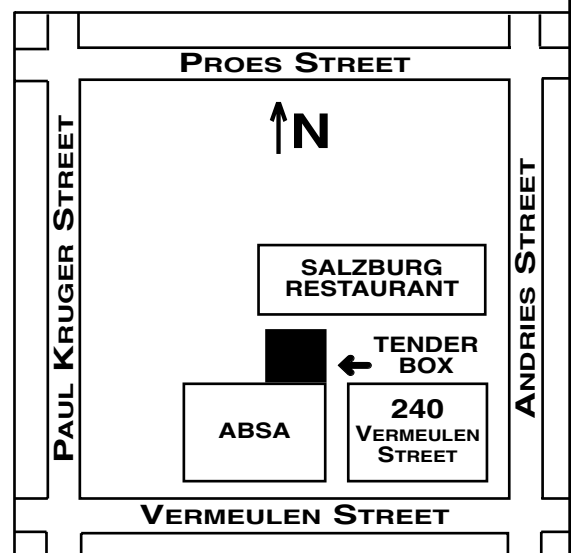 PROES STREET
N
PAUL KRUGER STREET
ANDRIES STREET
SALZBURG
RESTAURANT
TENDER
BOX
ABSA
240
VERMEULEN
STREET
VERMEULEN STREET